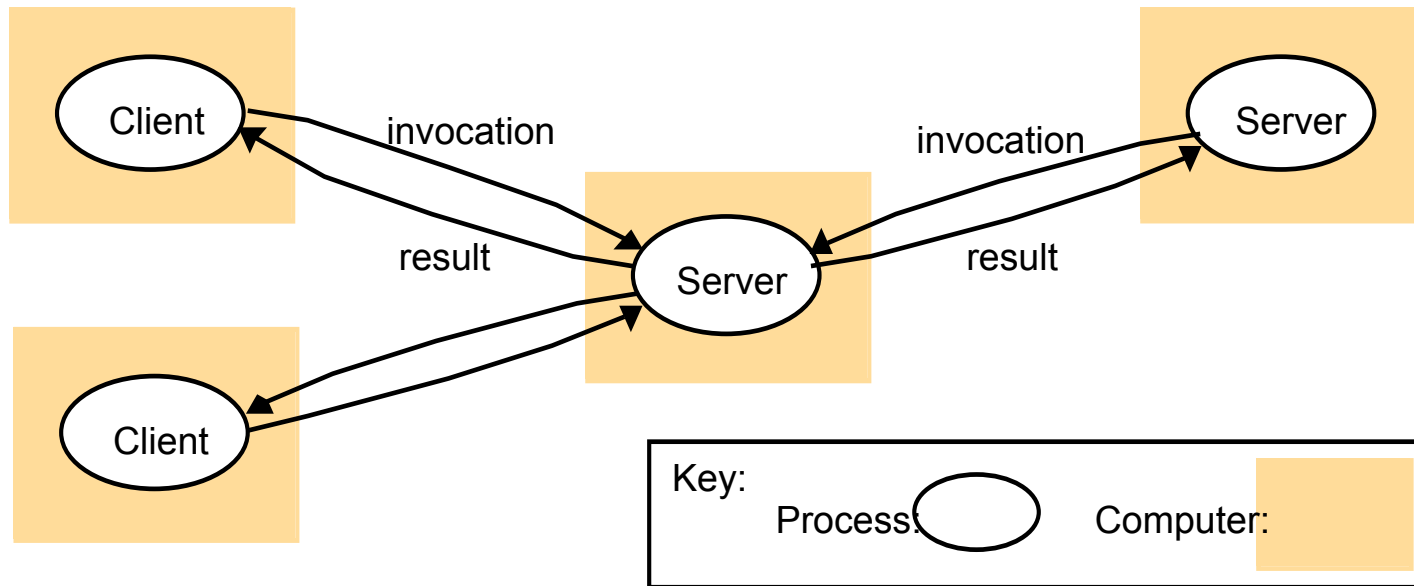 Client
invocation
result
Server
invocation
result
Server
Client
Key:
Process:
Computer: